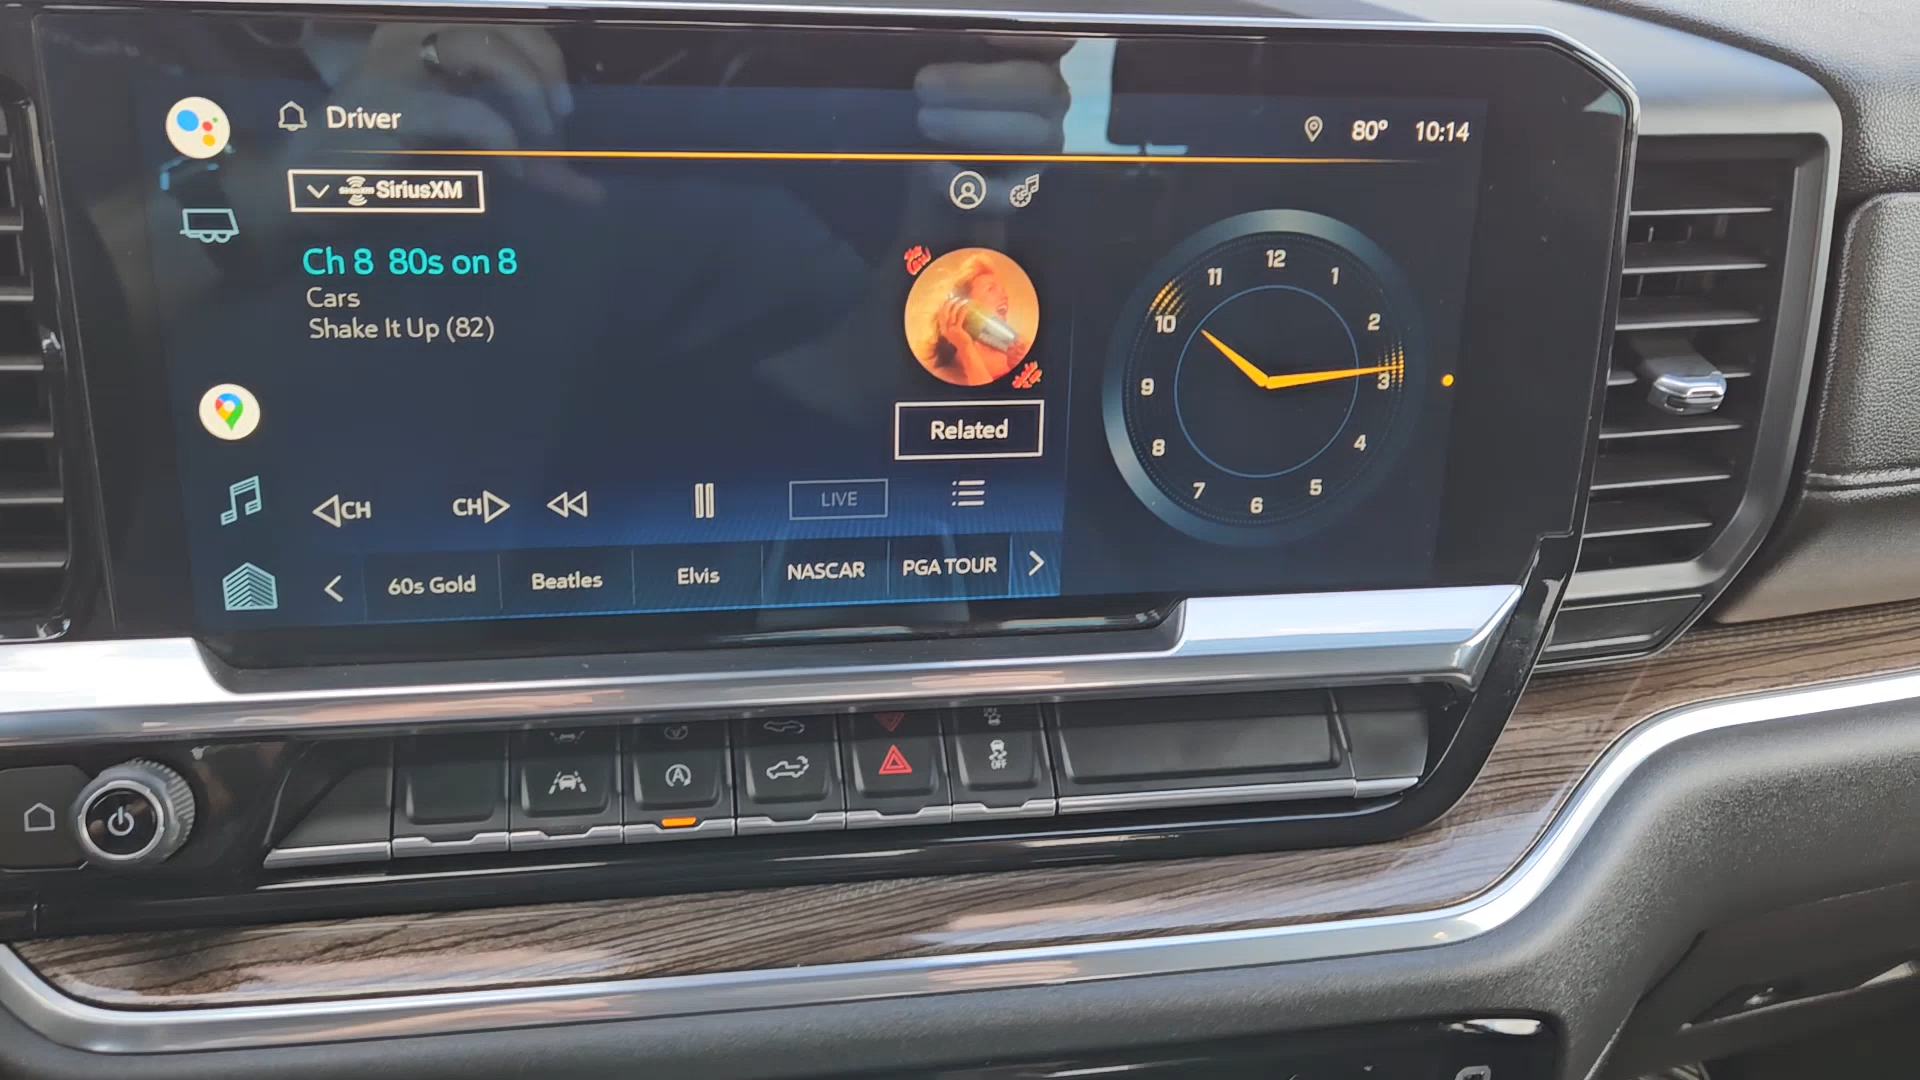 Driver
80° 10:14
SiriusXM
Ch 8 80s on 8
Cars
Shake It Up (82)
Related
CH
CH
LIVE
60s Gold
Beatles
Elvis
NASCAR
PGA TOUR
12
1
2
3
4
5
6
7
8
9
10
11
A
OFF